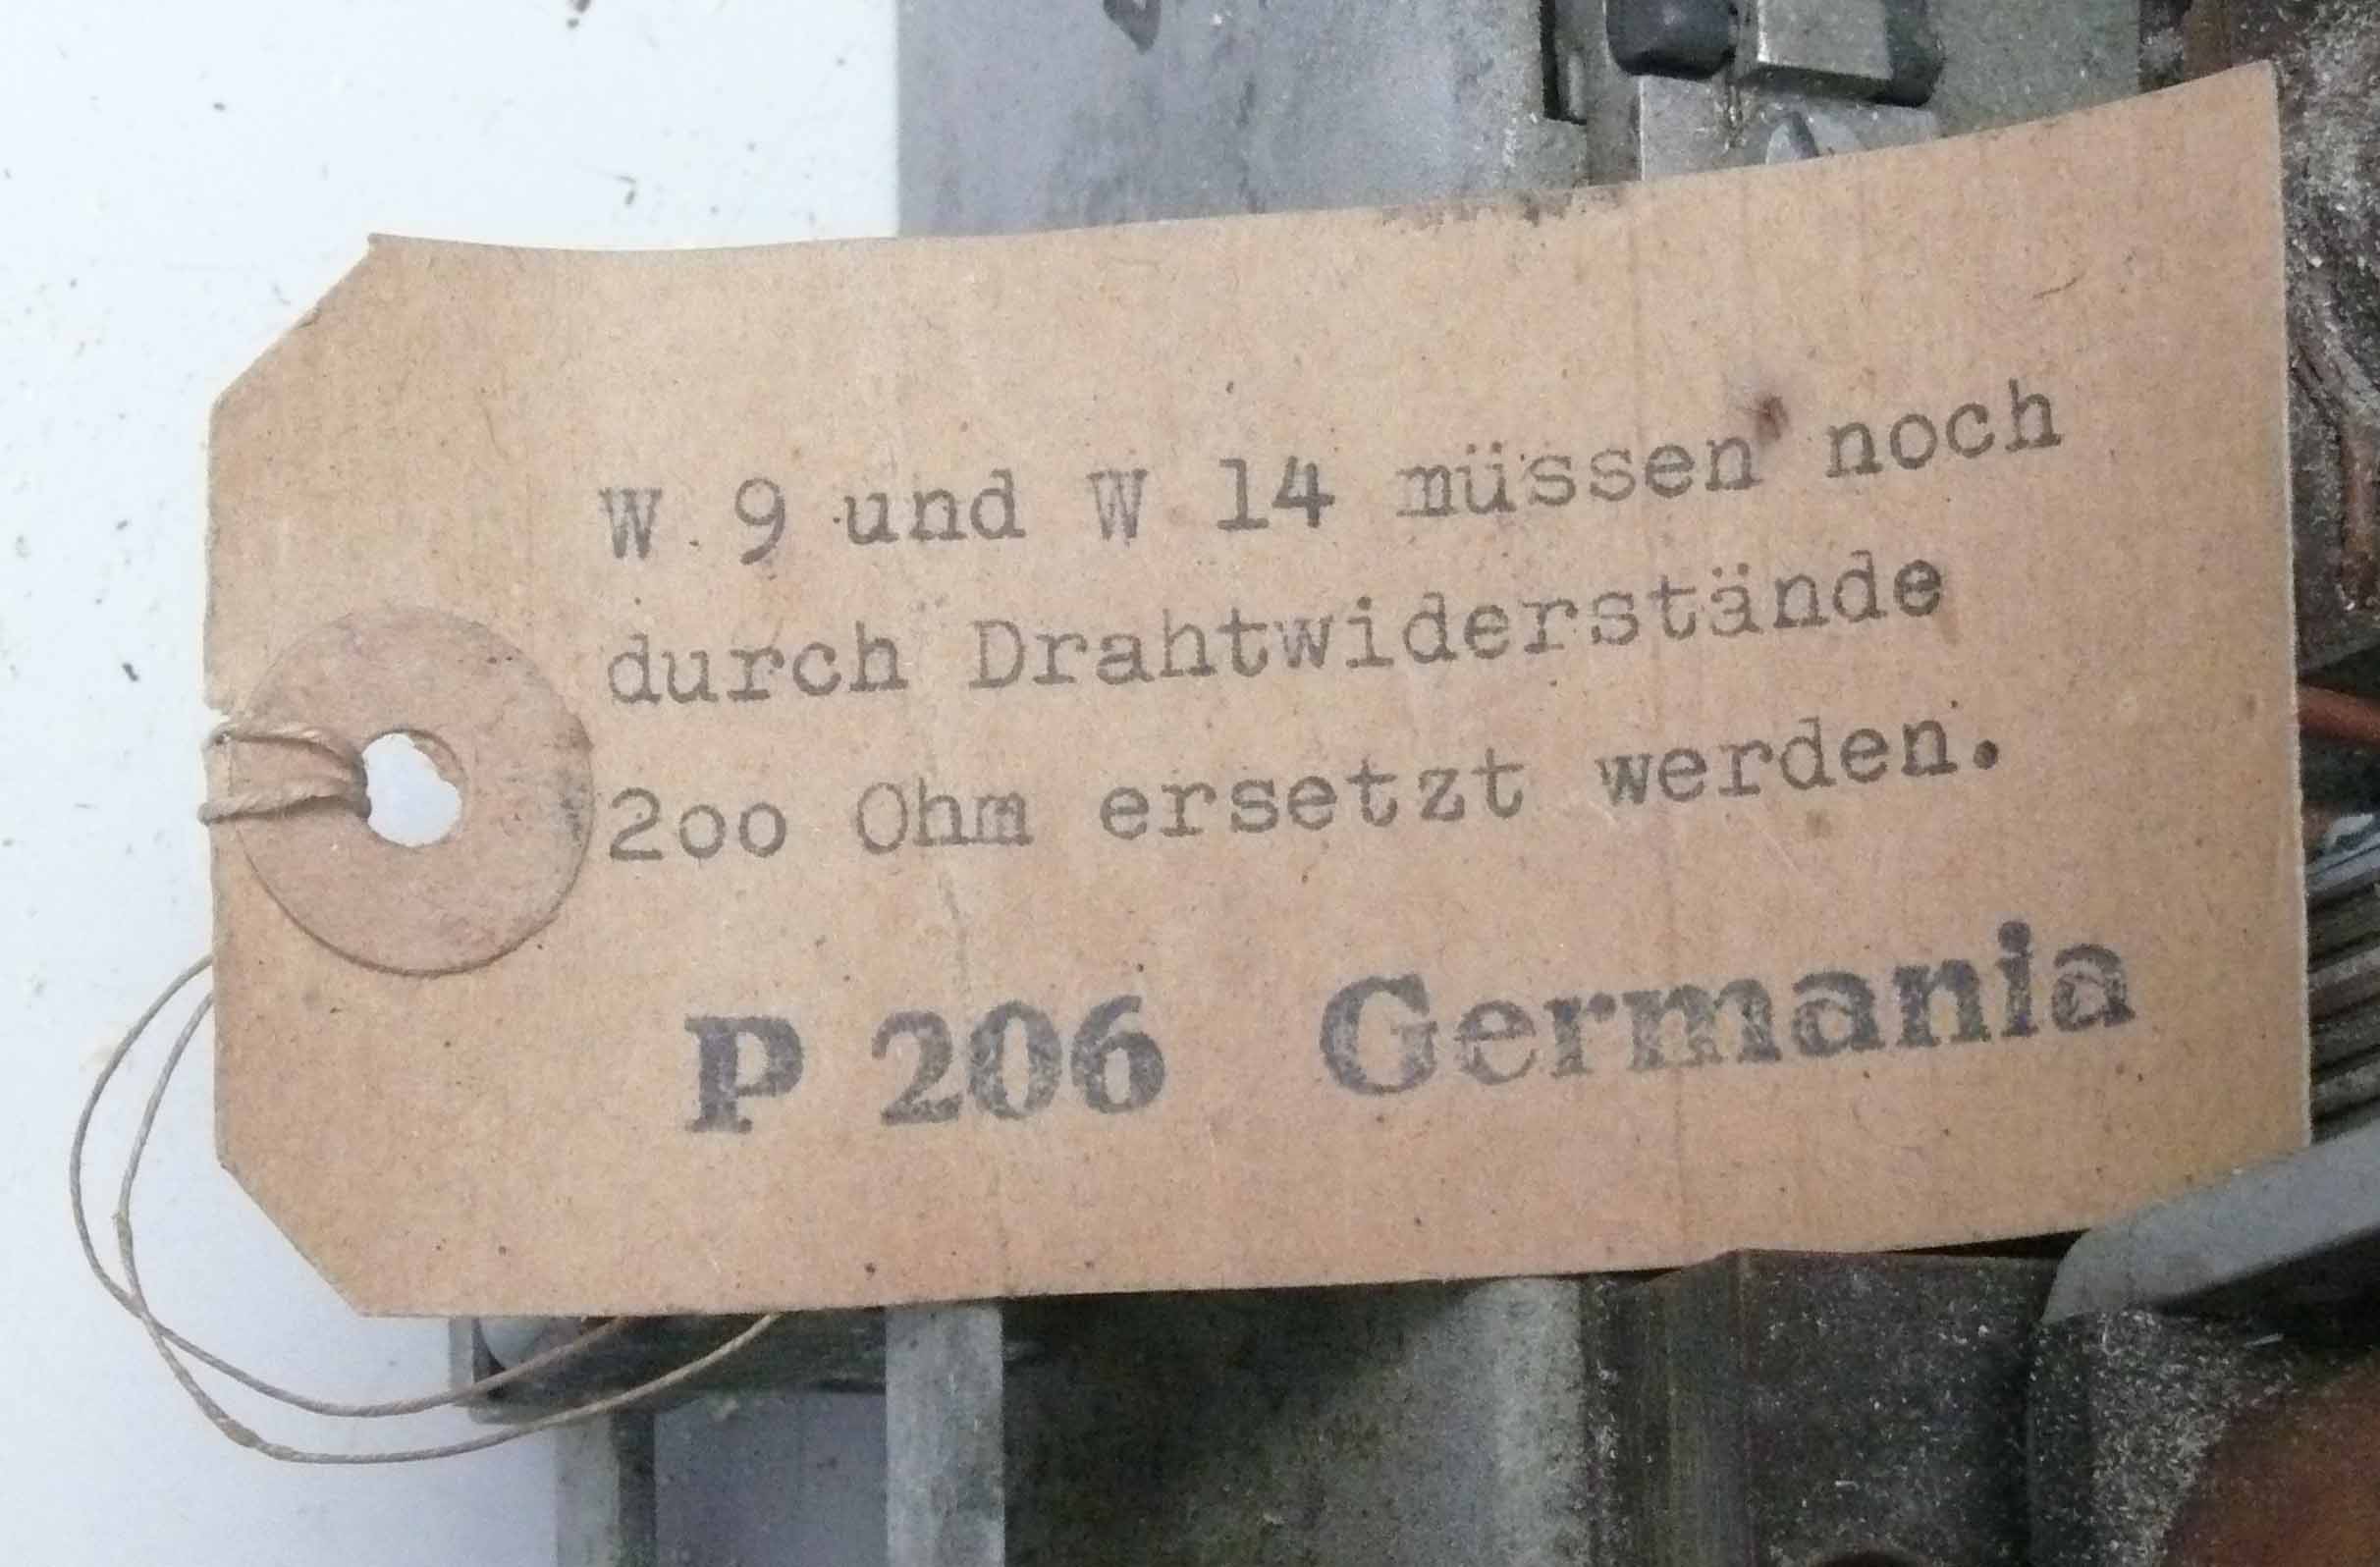 W 9 und W 14 müssen noch
durch Drahtwiderstände
2oo Ohm ersetzt werden.
P 206 Germania